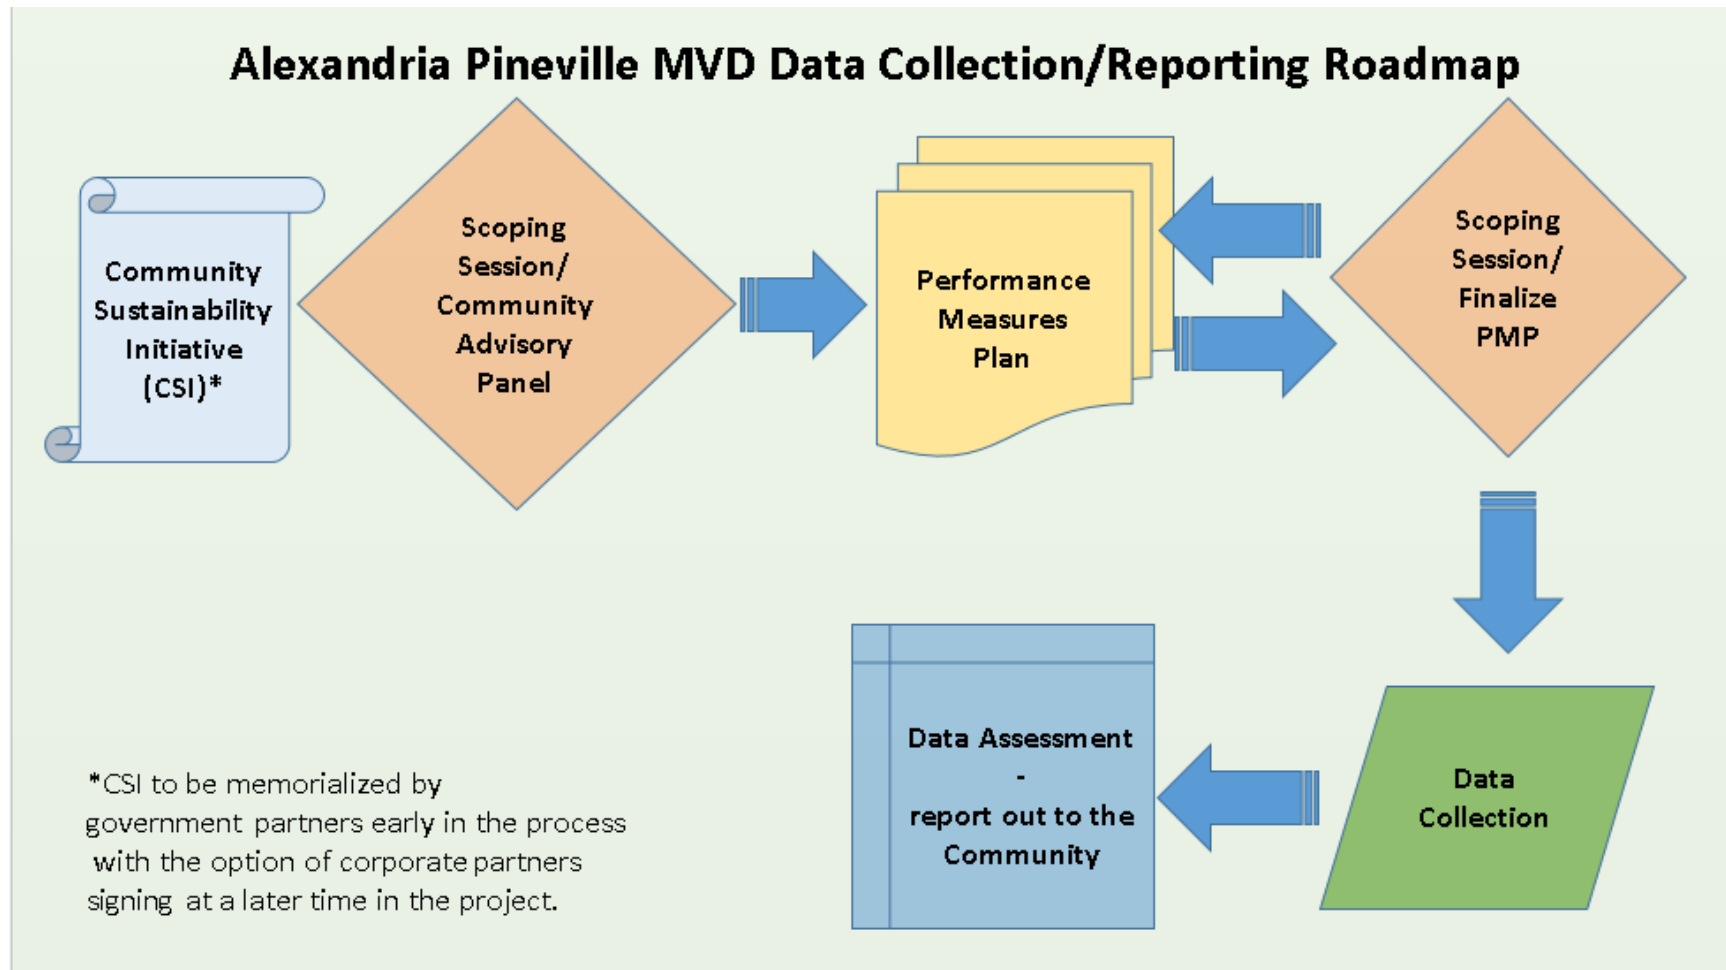 Alexandria Pineville MVD Data Collection/Reporting Roadmap
Community
Sustainability
Initiative
(CSI)*
Scoping
Session/
Community
Advisory
Panel
Performance
Measures
Plan
Scoping
Session/
Finalize
PMP
Data
Collection
Data Assessment
-
report out to the
Community
*CSI to be memorialized by
government partners early in the process
with the option of corporate partners
signing at a later time in the project.